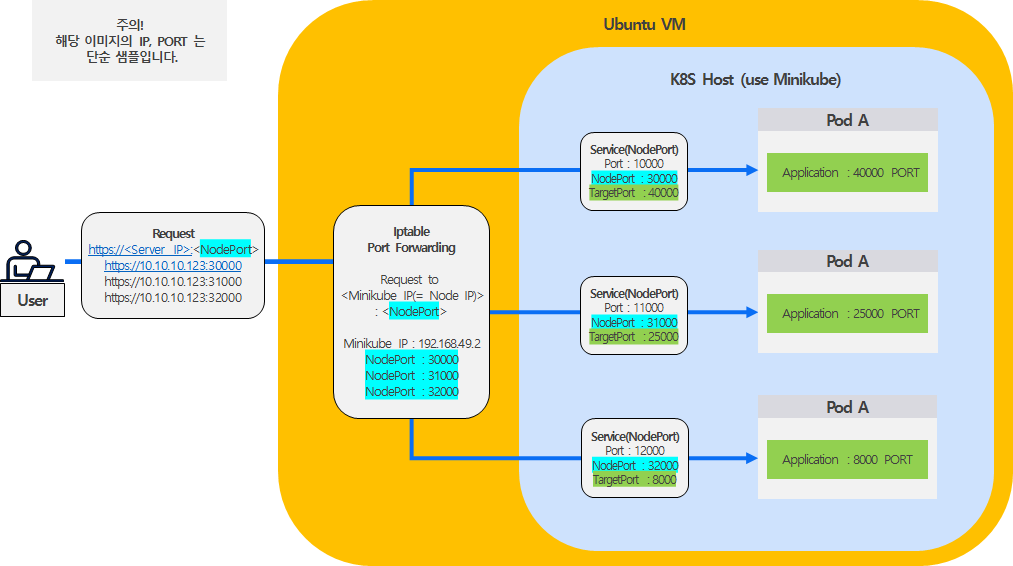 주의!
해당 이미지의 IP, PORT 는
단순 샘플입니다.
Ubuntu VM
K8S Host (use Minikube)
User
Request
https://<Server IP>:<NodePort>
https://10.10.10.123:30000
https://10.10.10.123:31000
https://10.10.10.123:32000
Iptable
Port Forwarding
Request to
<Minikube IP(= Node IP)>
: <NodePort>
Minikube IP : 192.168.49.2
NodePort : 30000
NodePort : 31000
NodePort : 32000
Service(NodePort)
Port : 10000
NodePort : 30000
TargetPort : 40000
Pod A
Application : 40000 PORT
Service(NodePort)
Port : 11000
NodePort : 31000
TargetPort : 25000
Pod A
Application : 25000 PORT
Service(NodePort)
Port : 12000
NodePort : 32000
TargetPort : 8000
Pod A
Application : 8000 PORT